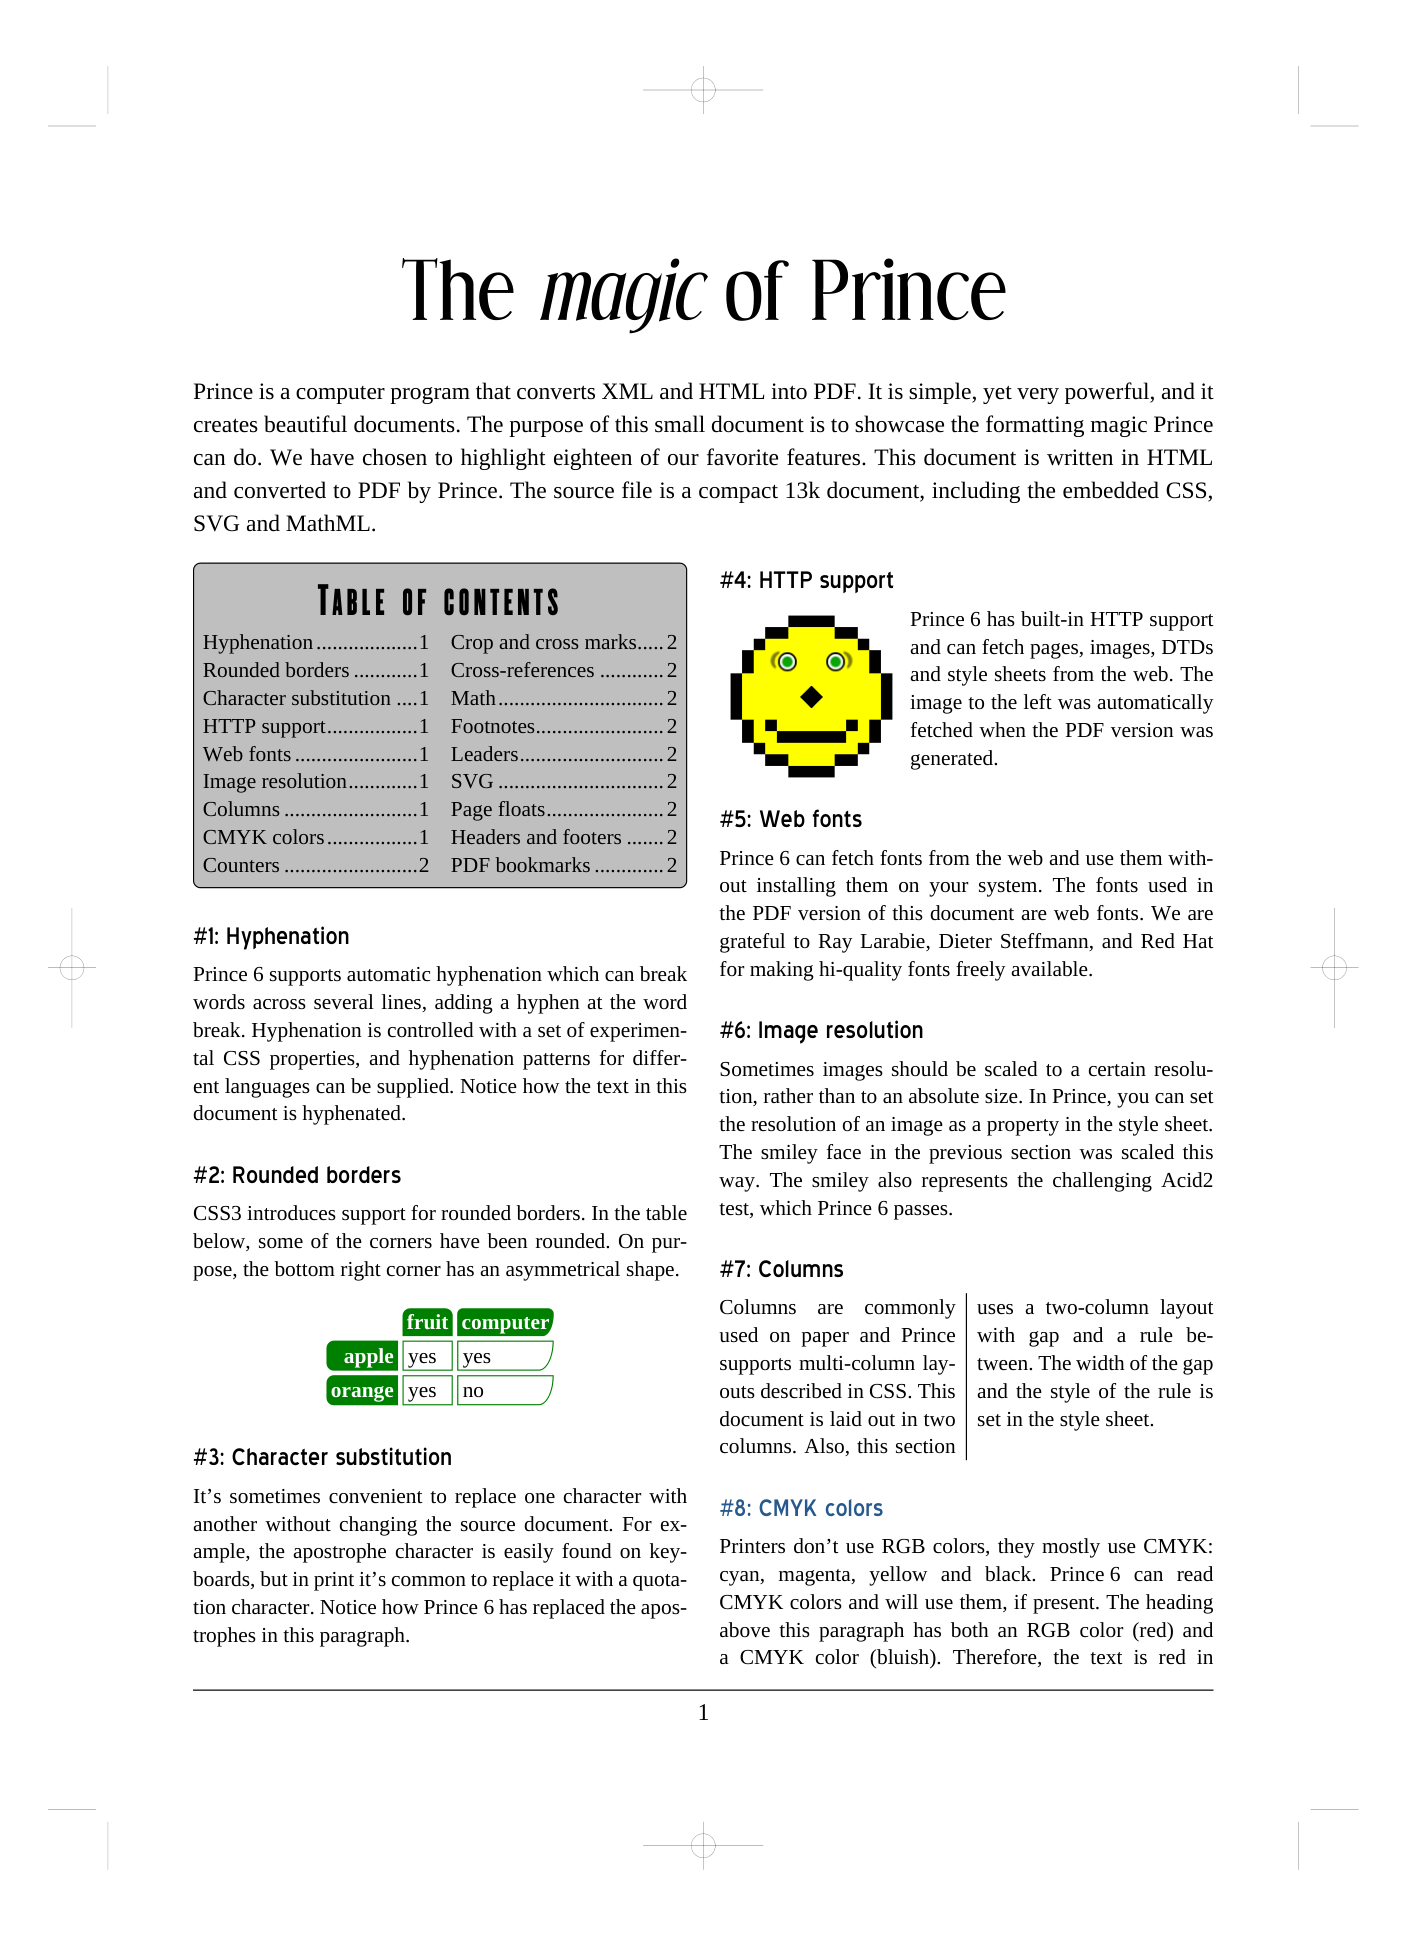 The magic of Prince
Prince is a computer program that converts XML and HTML into PDF. It is simple, yet very powerful, and it
creates beautiful documents. The purpose of this small document is to showcase the formatting magic Prince
can do. We have chosen to highlight eighteen of our favorite features. This document is written in HTML
and converted to PDF by Prince. The source file is a compact 13k document, including the embedded CSS,
SVG and MathML.
TABLE OF CONTENTS
Hyphenation...................1
Rounded borders ............1
Character substitution ....1
HTTP support.................1
Web fonts .......................1
Image resolution.............1
Columns .........................1
CMYK colors.................1
Counters .........................2
Crop and cross marks.....2
Cross-references ............2
Math...............................2
Footnotes........................2
Leaders...........................2
SVG ...............................2
Page floats......................2
Headers and footers .......2
PDF bookmarks .............2
#1: Hyphenation
Prince 6 supports automatic hyphenation which can break
words across several lines, adding a hyphen at the word
break. Hyphenation is controlled with a set of experimen-
tal CSS properties, and hyphenation patterns for differ-
ent languages can be supplied. Notice how the text in this
document is hyphenated.
#2: Rounded borders
CSS3 introduces support for rounded borders. In the table
below, some of the corners have been rounded. On pur-
pose, the bottom right corner has an asymmetrical shape.
fruit computer
apple yes yes
orange yes no
#3: Character substitution
It’s sometimes convenient to replace one character with
another without changing the source document. For ex-
ample, the apostrophe character is easily found on key-
boards, but in print it’s common to replace it with a quota-
tion character. Notice how Prince 6 has replaced the apos-
trophes in this paragraph.
#4: HTTP support
Prince 6 has built-in HTTP support
and can fetch pages, images, DTDs
and style sheets from the web. The
image to the left was automatically
fetched when the PDF version was
generated.
#5: Web fonts
Prince 6 can fetch fonts from the web and use them with-
out installing them on your system. The fonts used in
the PDF version of this document are web fonts. We are
grateful to Ray Larabie, Dieter Steffmann, and Red Hat
for making hi-quality fonts freely available.
#6: Image resolution
Sometimes images should be scaled to a certain resolu-
tion, rather than to an absolute size. In Prince, you can set
the resolution of an image as a property in the style sheet.
The smiley face in the previous section was scaled this
way. The smiley also represents the challenging Acid2
test, which Prince 6 passes.
#7: Columns
Columns are commonly
used on paper and Prince
supports multi-column lay-
outs described in CSS. This
document is laid out in two
columns. Also, this section
uses a two-column layout
with gap and a rule be-
tween. The width of the gap
and the style of the rule is
set in the style sheet.
#8: CMYK colors
Printers don’t use RGB colors, they mostly use CMYK:
cyan, magenta, yellow and black. Prince 6 can read
CMYK colors and will use them, if present. The heading
above this paragraph has both an RGB color (red) and
a CMYK color (bluish). Therefore, the text is red in
1